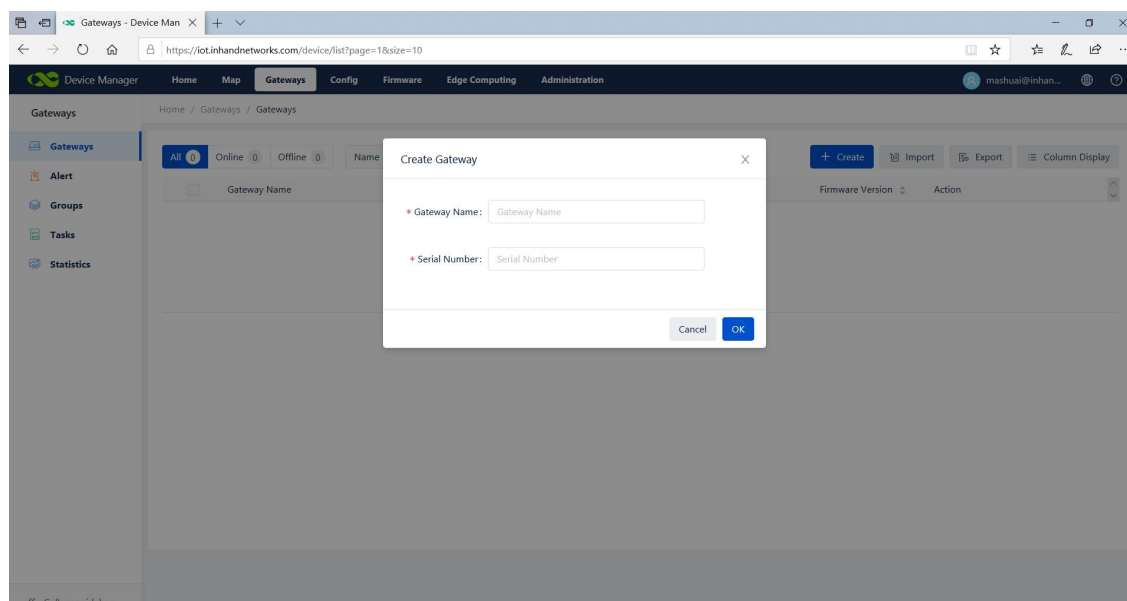 Gateways - Device Man
https://iot.inhandnetworks.com/device/list?page=1&size=10
Device Manager Home Map Gateways Config Firmware Edge Computing Administration mashuai@inhan...
Gateways Home / Gateways / Gateways
Gateways
Alert
Groups
Tasks
Statistics
All 0 Online 0 Offline 0 Name + Create Import Export Column Display
Gateway Name Firmware Version Action
Create Gateway
* Gateway Name: Gateway Name
* Serial Number: Serial Number
Cancel OK